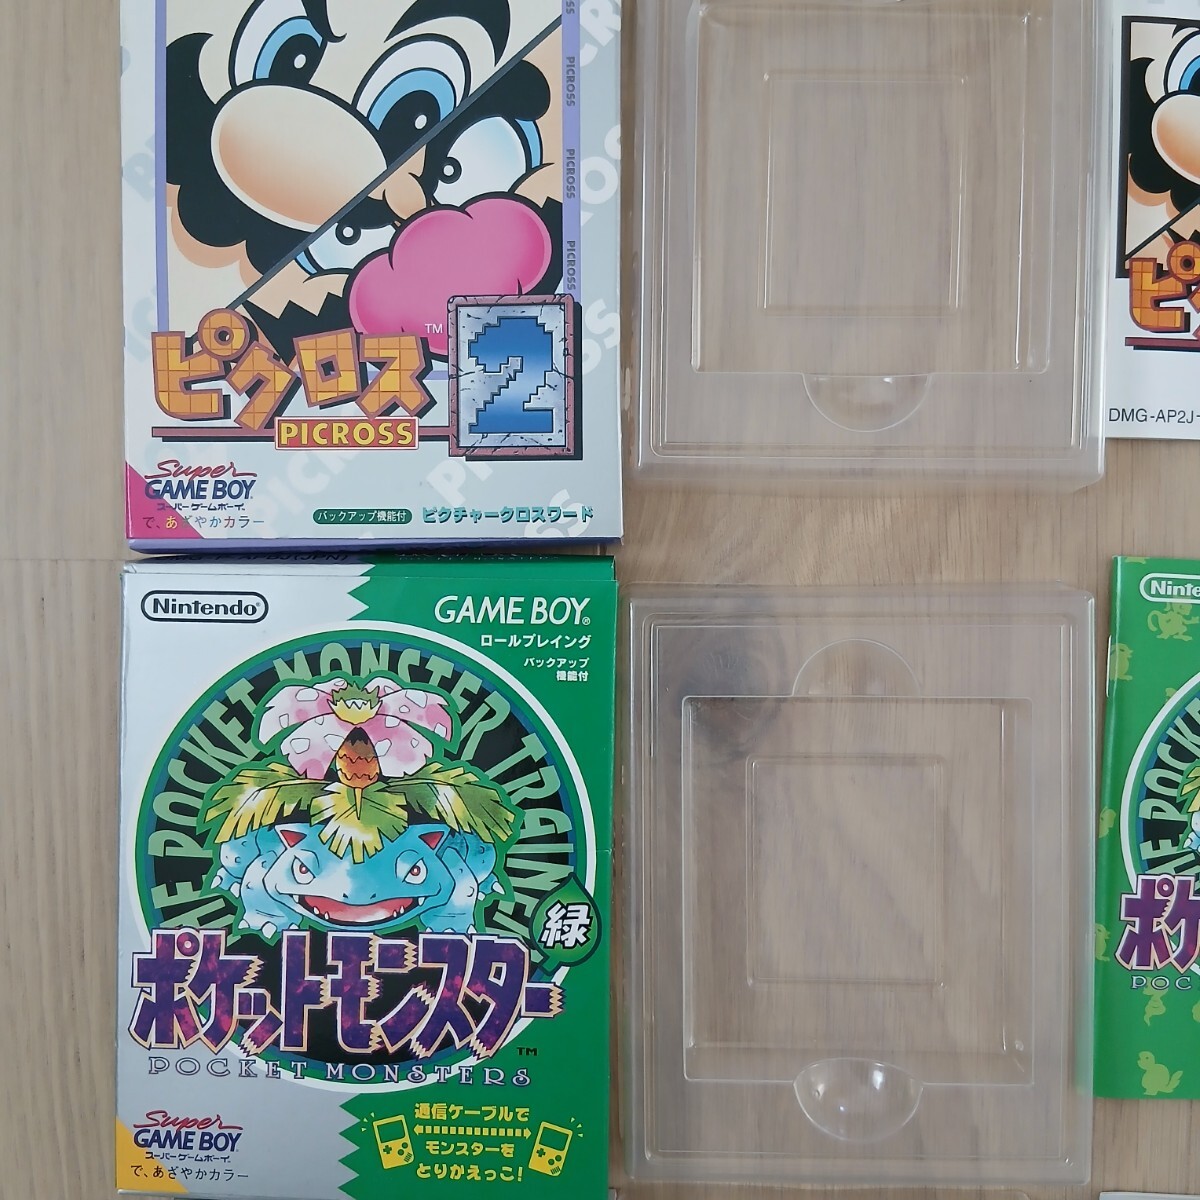 PICROSS
PICROSS
PICROSS
ピクロス
TM
2
PICROSS
Super
GAME BOY
スーパーゲームボーイ
で、あざやかカラー
バックアップ機能付
ピクチャークロスワード
DMG-AP2J-
Nintendo
GAME BOY
ロールプレイング
バックアップ
機能付
POCKET MONSTER TRAINER
緑
ポケットモンスター
TM
POCKET MONSTERS
Super
GAME BOY
スーパーゲームボーイ
で、あざやかカラー
通信ケーブルで
モンスターを
とりかえっこ!
Ninte
ポケ
POC